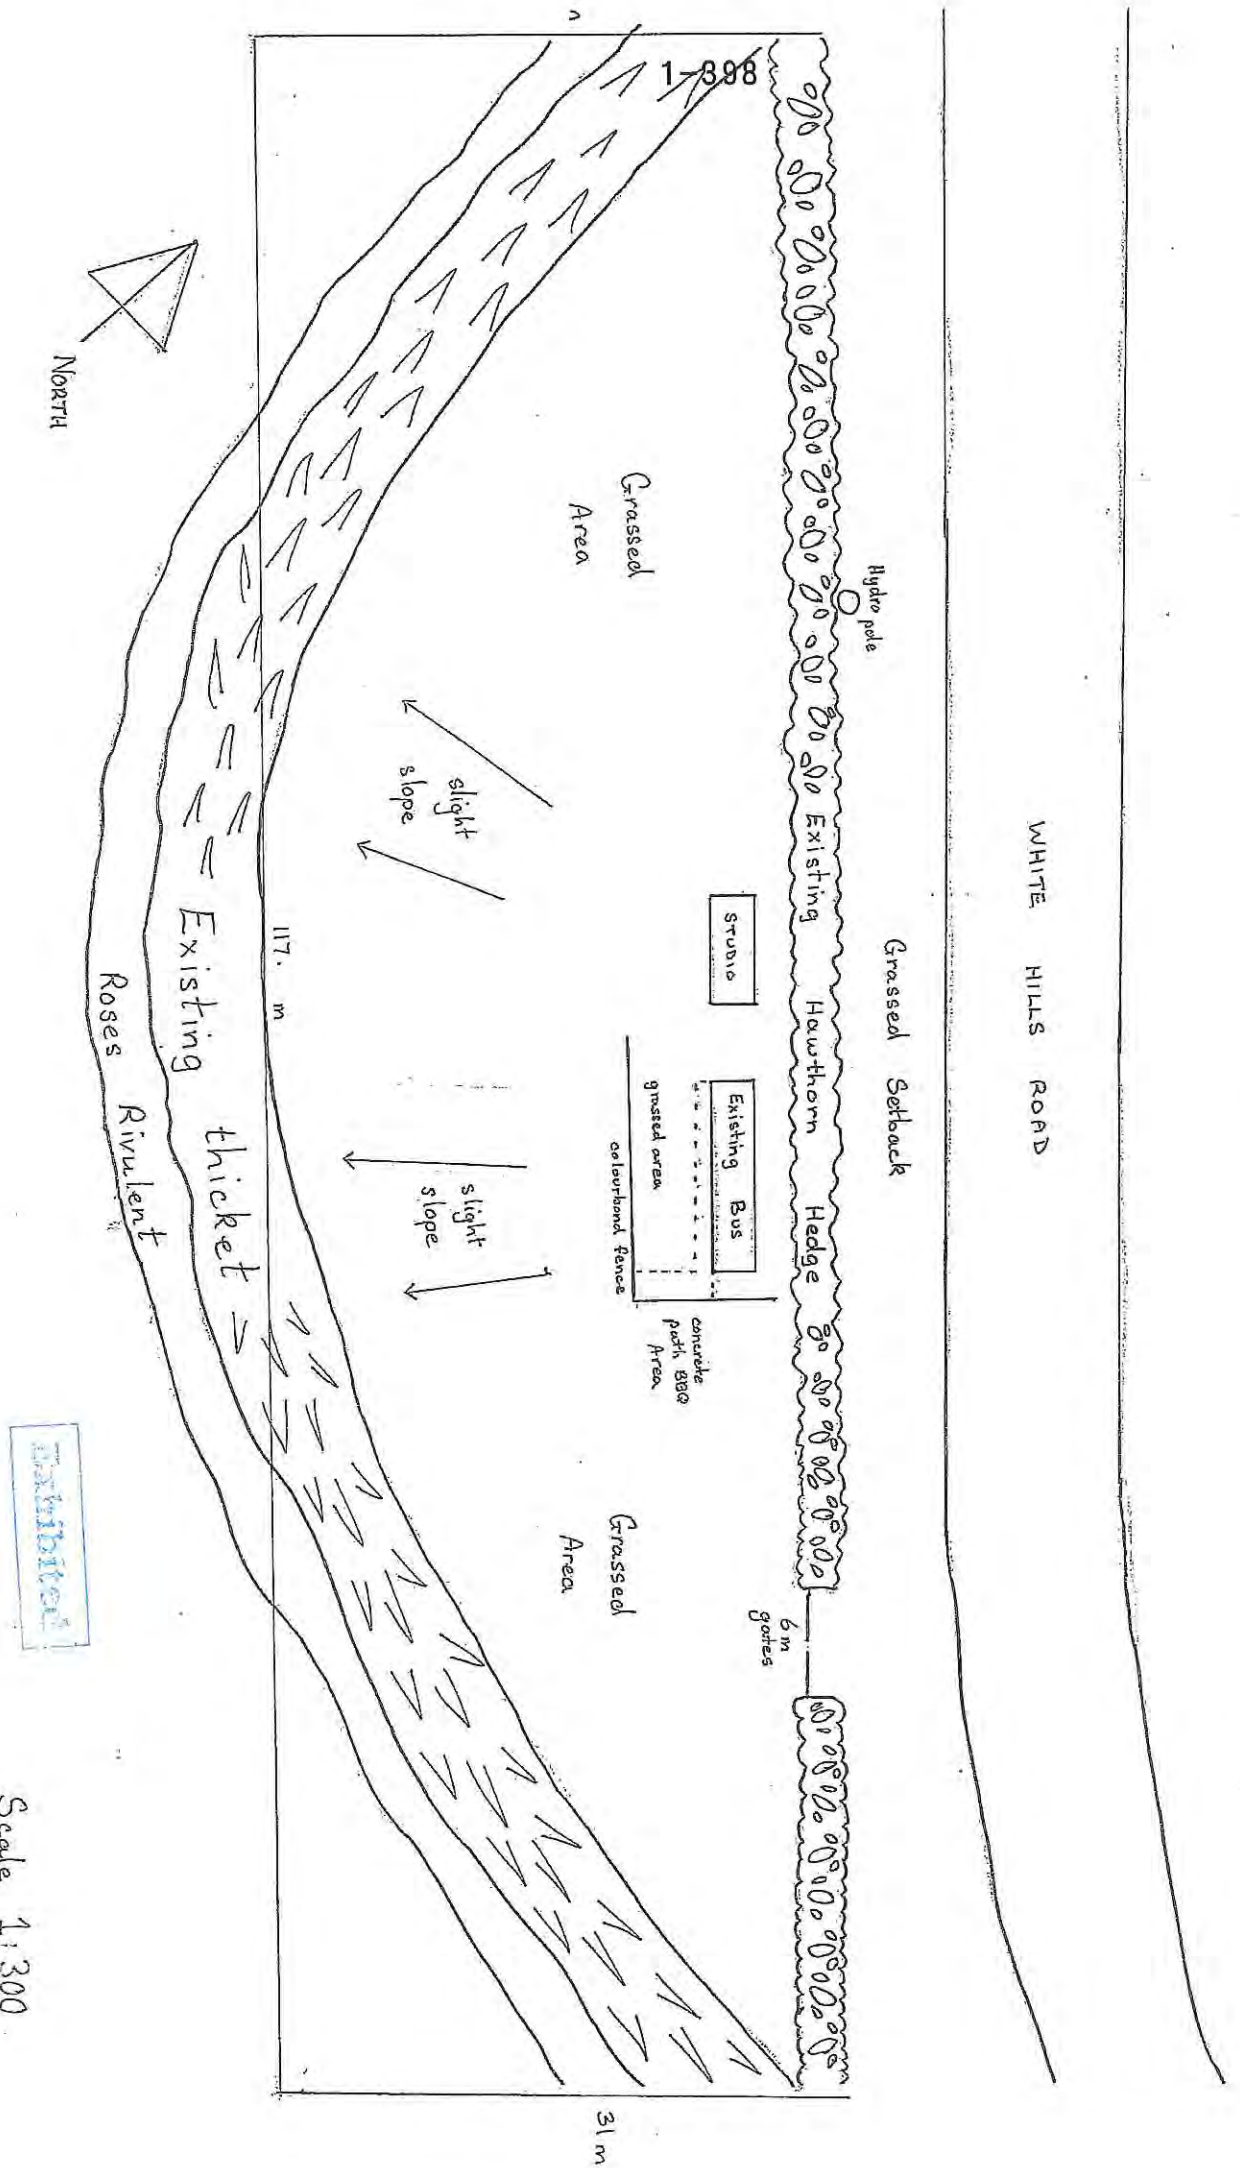 1-398
WHITE HILLS ROAD
Grassed Setback
Hydro pole
Existing Hawthorn Hedge
6m
gates
STUDIO
Existing Bus
grassed area
colourbond fence
concrete
path BBQ
Area
Grassed
Area
Grassed
Area
slight
slope
slight
slope
117. m
31m
Existing thicket
Roses Rivulent
NORTH
Exhibited
Scale 1:300